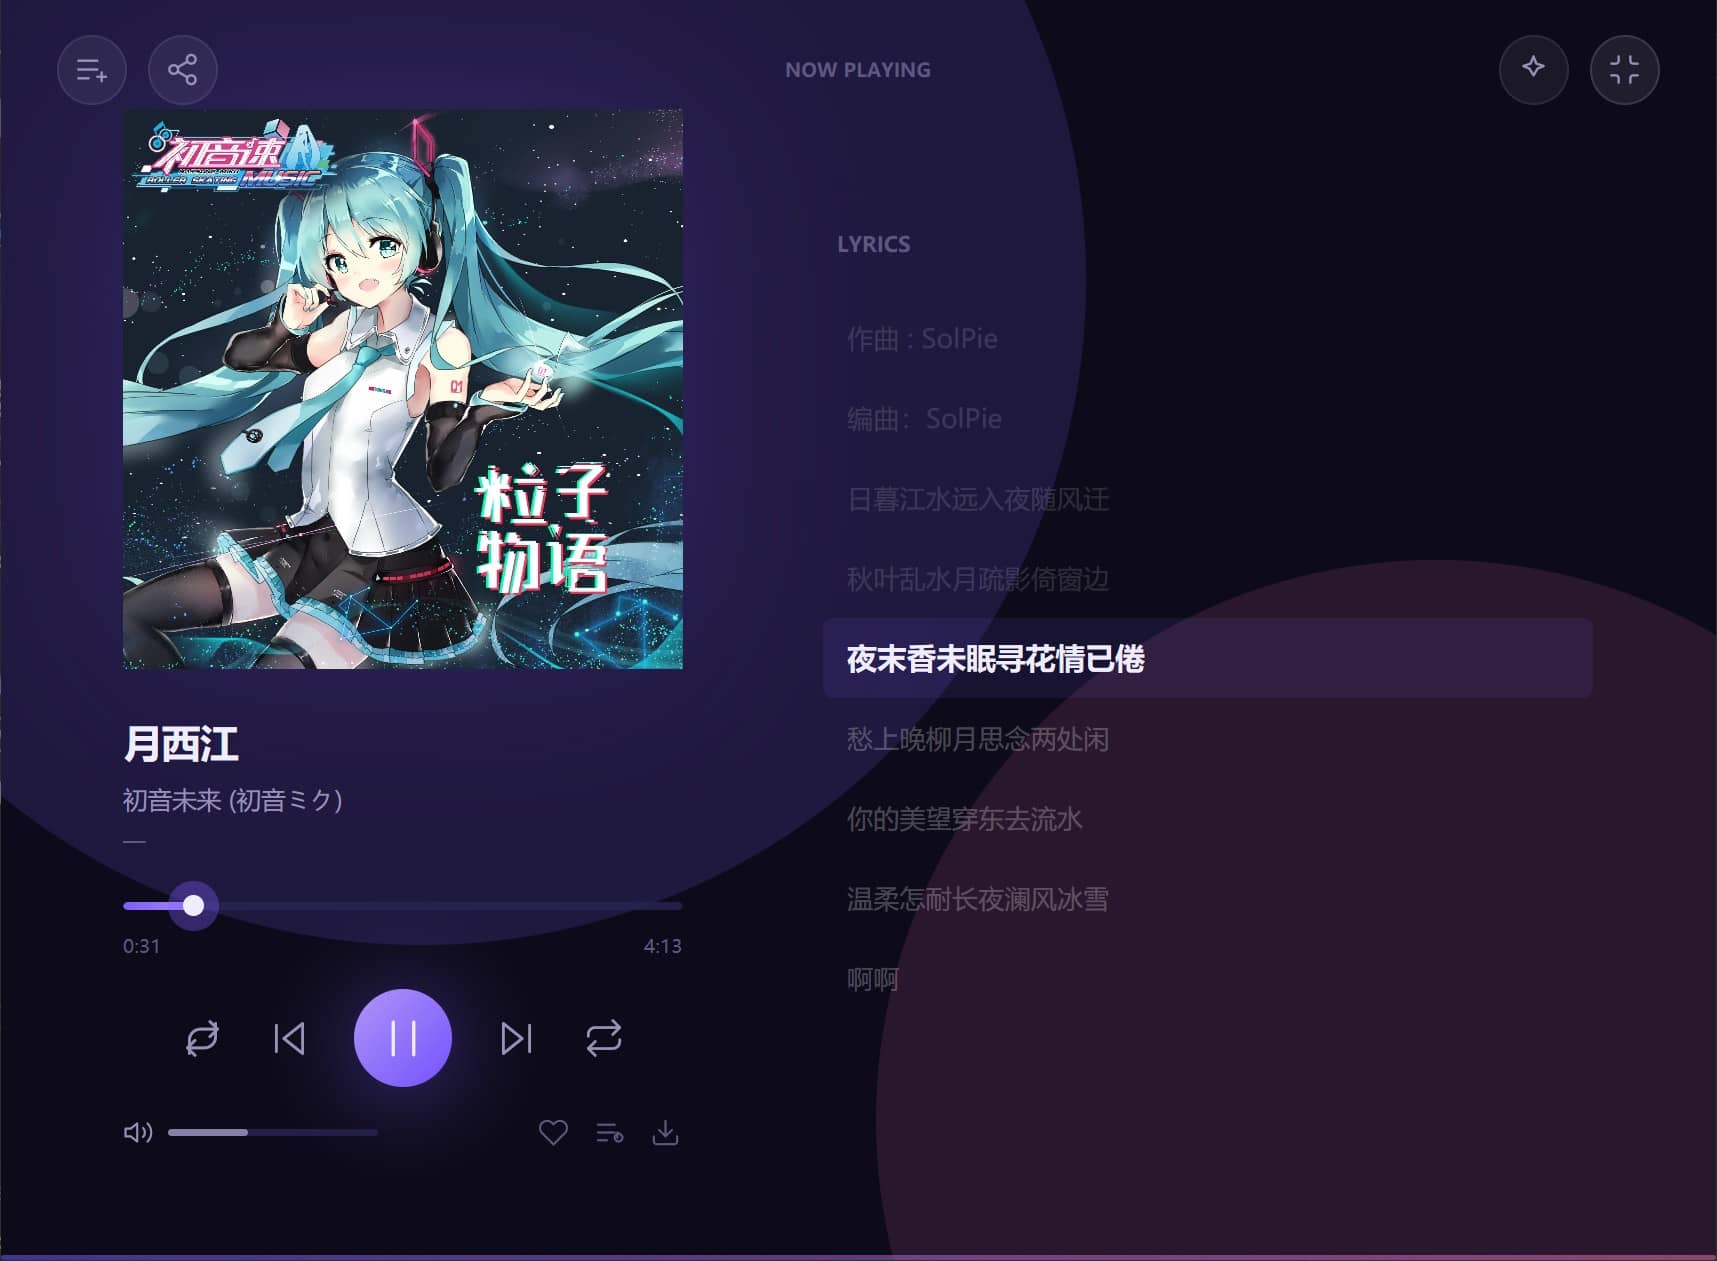 NOW PLAYING
初音速
ROLLER SKATING MUSIC
01
粒子
物语
月西江
初音未来 (初音ミク)
—
0:31
4:13
LYRICS
作曲 : SolPie
编曲： SolPie
日暮江水远入夜随风迁
秋叶乱水月疏影倚窗边
夜未香未眠寻花情已倦
愁上晚柳月思念两处闲
你的美望穿东去流水
温柔怎耐长夜澜风冰雪
啊啊